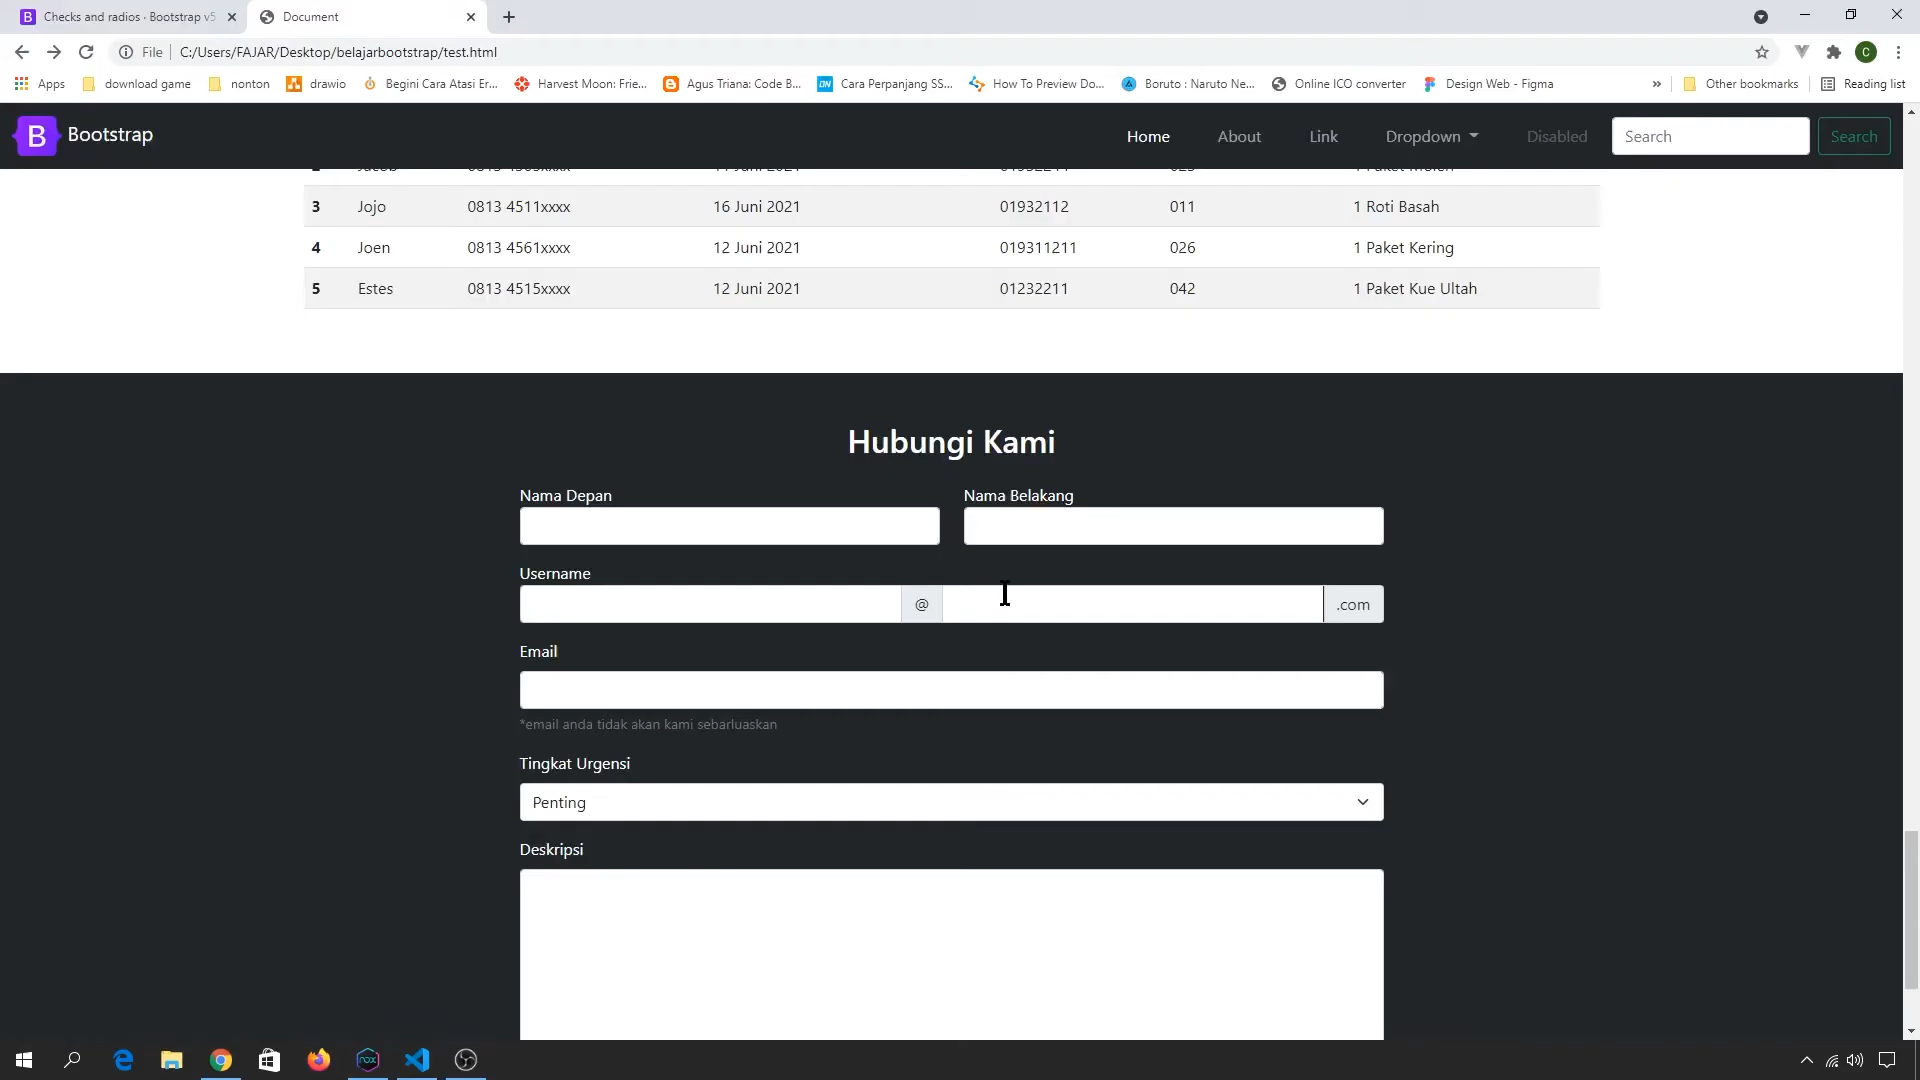 Checks and radios · Bootstrap v5
Document
File
C:/Users/FAJAR/Desktop/belajarbootstrap/test.html
C
Apps
download game
nonton
drawio
Begini Cara Atasi Er...
Harvest Moon: Frie...
Agus Triana: Code B...
Cara Perpanjang SS...
How To Preview Do...
Boruto : Naruto Ne...
Online ICO converter
Design Web - Figma
»
Other bookmarks
Reading list
B Bootstrap
Home
About
Link
Dropdown
Disabled
Search
Search
3 Jojo 0813 4511xxxx 16 Juni 2021 01932112 011 1 Roti Basah
4 Joen 0813 4561xxxx 12 Juni 2021 019311211 026 1 Paket Kering
5 Estes 0813 4515xxxx 12 Juni 2021 01232211 042 1 Paket Kue Ultah
Hubungi Kami
Nama Depan
Nama Belakang
Username
@
.com
Email
*email anda tidak akan kami sebarluaskan
Tingkat Urgensi
Penting
Deskripsi